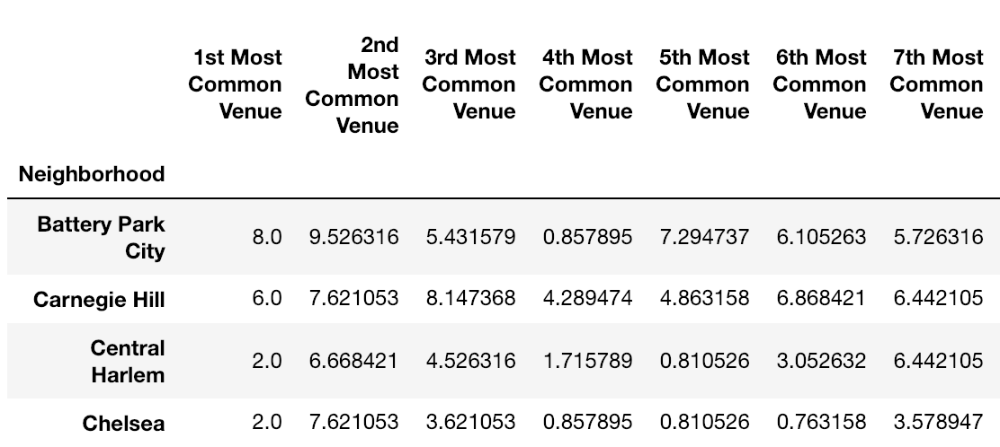 1st Most Common Venue 2nd Most Common Venue 3rd Most Common Venue 4th Most Common Venue 5th Most Common Venue 6th Most Common Venue 7th Most Common Venue
Neighborhood
Battery Park City 8.0 9.526316 5.431579 0.857895 7.294737 6.105263 5.726316
Carnegie Hill 6.0 7.621053 8.147368 4.289474 4.863158 6.868421 6.442105
Central Harlem 2.0 6.668421 4.526316 1.715789 0.810526 3.052632 6.442105
Chelsea 2.0 7.621053 3.621053 0.857895 0.810526 0.763158 3.578947